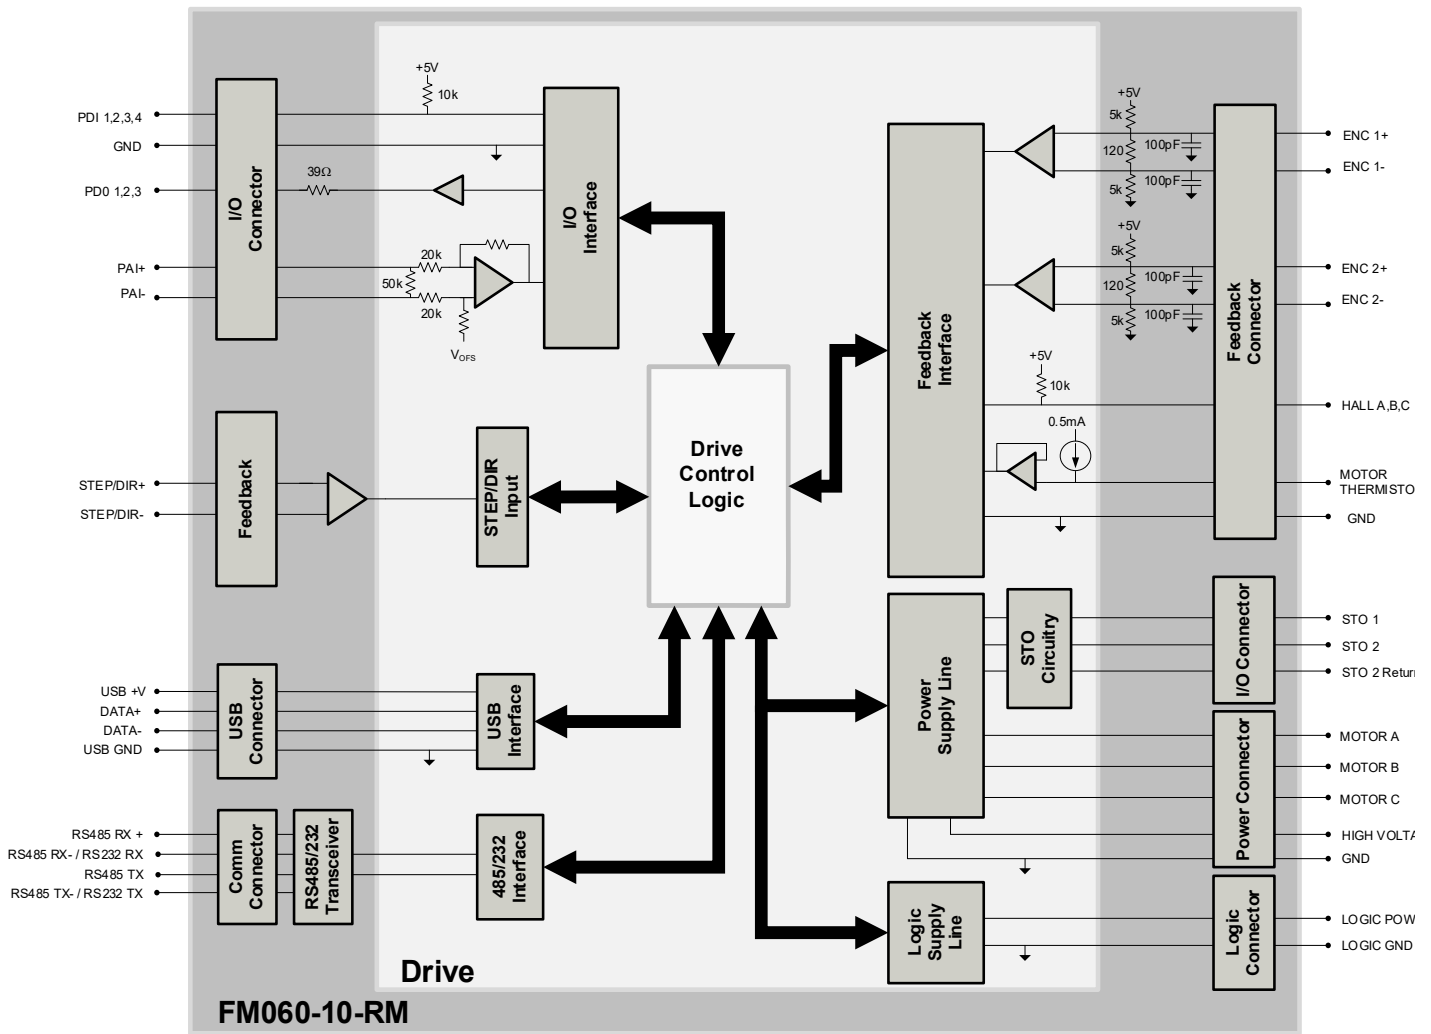 +5V
10k
PDI 1,2,3,4
GND
39Ω
PD0 1,2,3
PAI+
PAI-
20k
50k
20k
VOFS
I/O
Connector
I/O
Interface
STEP/DIR+
STEP/DIR-
Feedback
STEP/DIR
Input
Drive
Control
Logic
USB +V
DATA+
DATA-
USB GND
USB
Connector
USB
Interface
RS485 RX +
RS485 RX- / RS232 RX
RS485 TX
RS485 TX- / RS232 TX
Comm
Connector
RS485/232
Transceiver
485/232
Interface
Feedback
Interface
+5V
5k
120
5k
100pF
100pF
+5V
5k
120
5k
100pF
100pF
+5V
10k
0.5mA
Feedback
Connector
ENC 1+
ENC 1-
ENC 2+
ENC 2-
HALL A,B,C
MOTOR
THERMISTO
GND
Power
Supply Line
STO
Circuitry
I/O Connector
STO 1
STO 2
STO 2 Retur
Power Connector
MOTOR A
MOTOR B
MOTOR C
HIGH VOLTA
GND
Logic
Supply
Line
Logic
Connector
LOGIC POW
LOGIC GND
Drive
FM060-10-RM